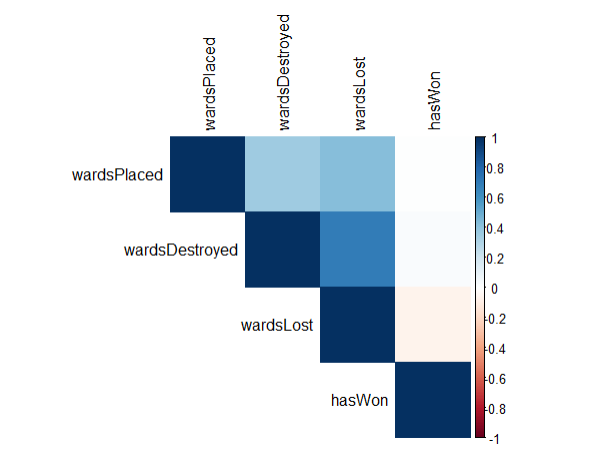 wardsPlaced
wardsDestroyed
wardsLost
hasWon
wardsPlaced
wardsDestroyed
wardsLost
hasWon
1
0.8
0.6
0.4
0.2
0
-0.2
-0.4
-0.6
-0.8
-1